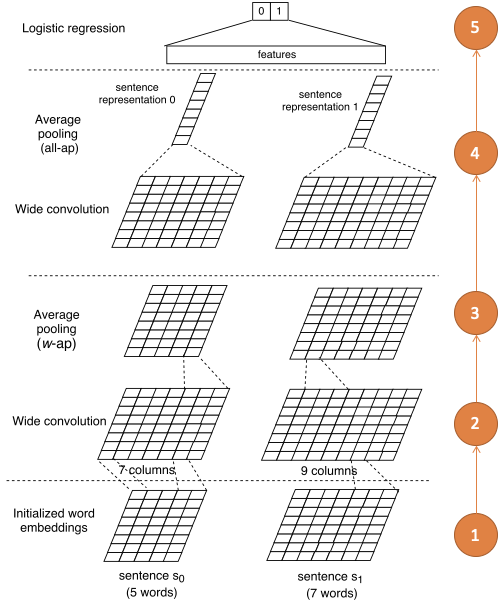 0 1
Logistic regression
5
features
sentence
representation 0
sentence
representation 1
Average
pooling
(all-ap)
4
Wide convolution
Average
pooling
(w-ap)
3
Wide convolution
2
7 columns
9 columns
Initialized word
embeddings
1
sentence s0
(5 words)
sentence s1
(7 words)